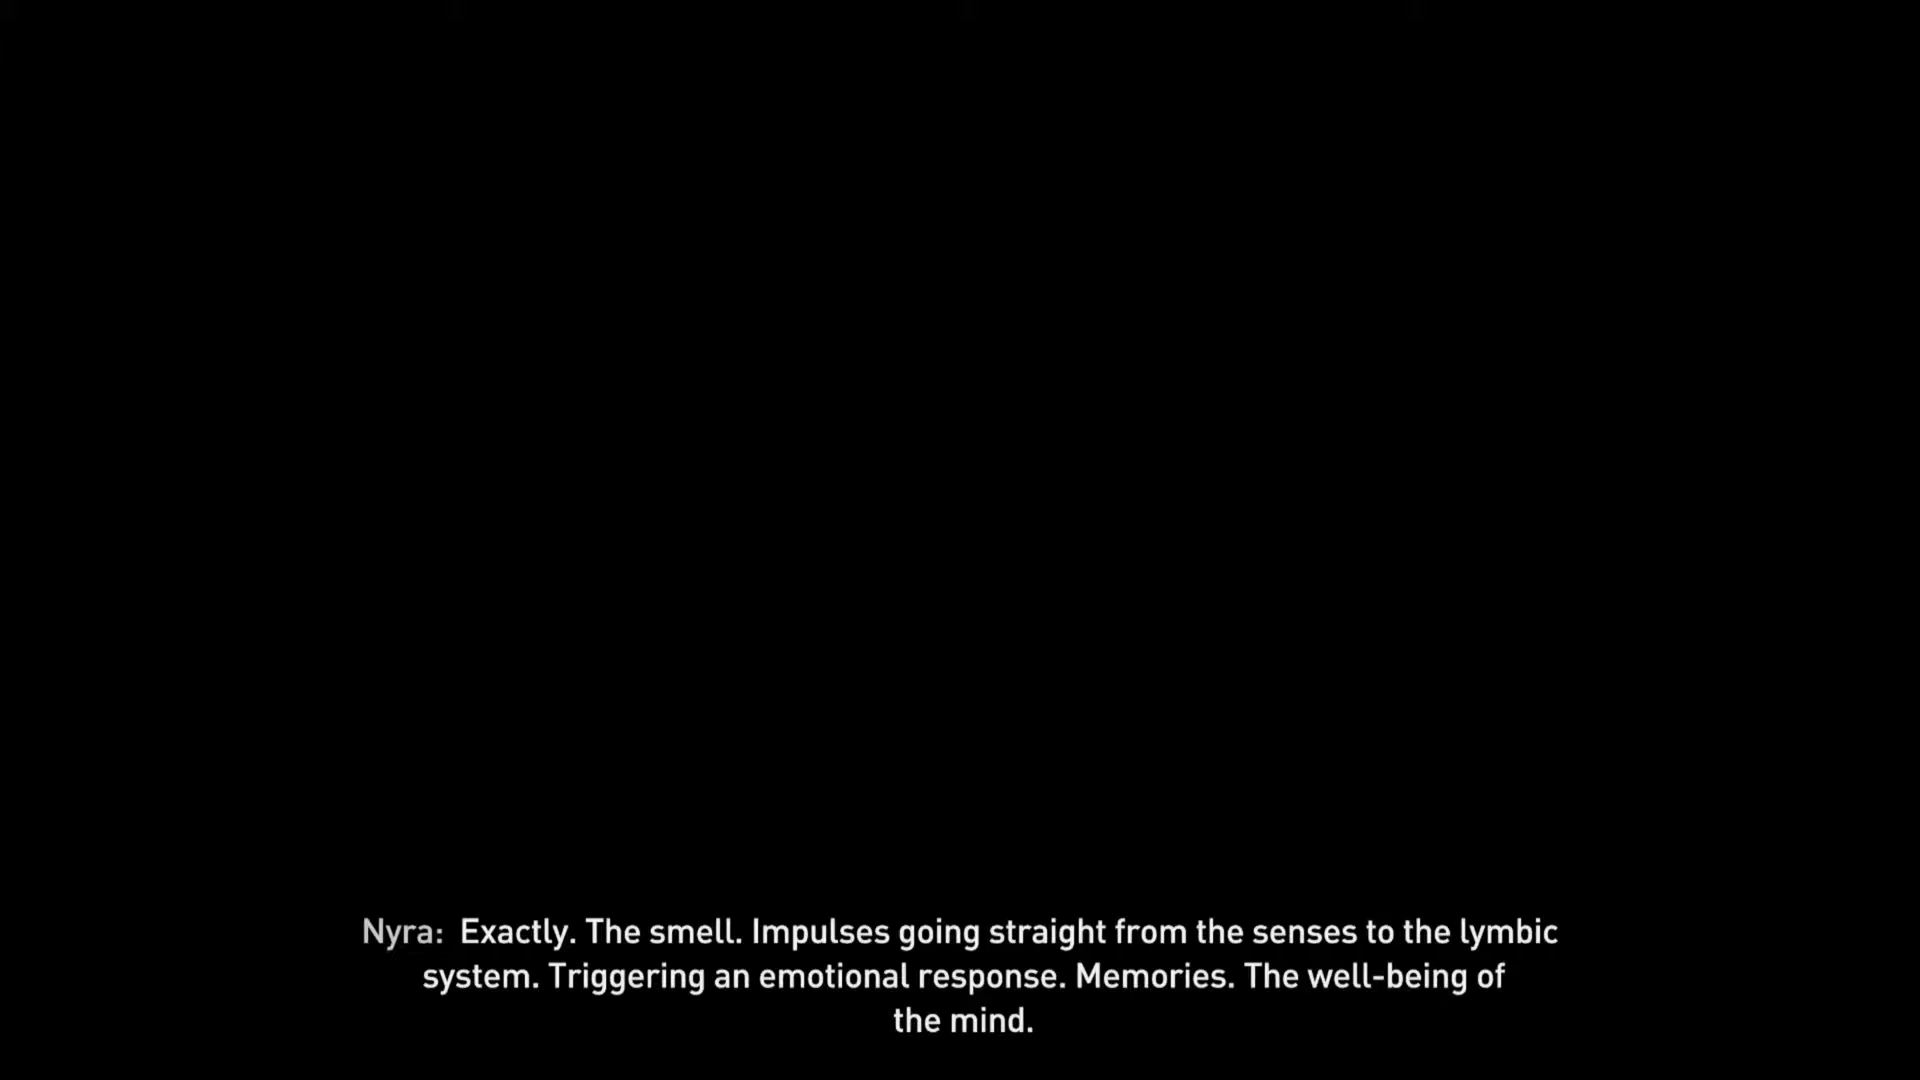 Nyra: Exactly. The smell. Impulses going straight from the senses to the lymbic
system. Triggering an emotional response. Memories. The well-being of
the mind.